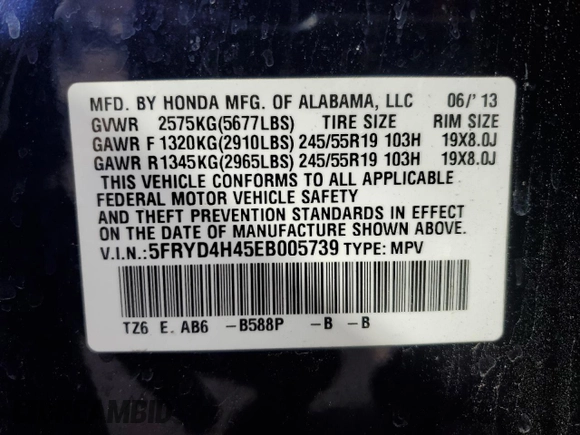 MFD. BY HONDA MFG. OF ALABAMA, LLC 06/'13
GVWR 2575KG(5677LBS) TIRE SIZE RIM SIZE
GAWR F 1320KG(2910LBS) 245/55R19 103H 19X8.0J
GAWR R1345KG(2965LBS) 245/55R19 103H 19X8.0J
THIS VEHICLE CONFORMS TO ALL APPLICABLE
FEDERAL MOTOR VEHICLE SAFETY
AND THEFT PREVENTION STANDARDS IN EFFECT
ON THE DATE OF MANUFACTURE SHOWN ABOVE.
V.I.N.:5FRYD4H45EB005739 TYPE: MPV
TZ6 E. AB6 -B588P -B -B